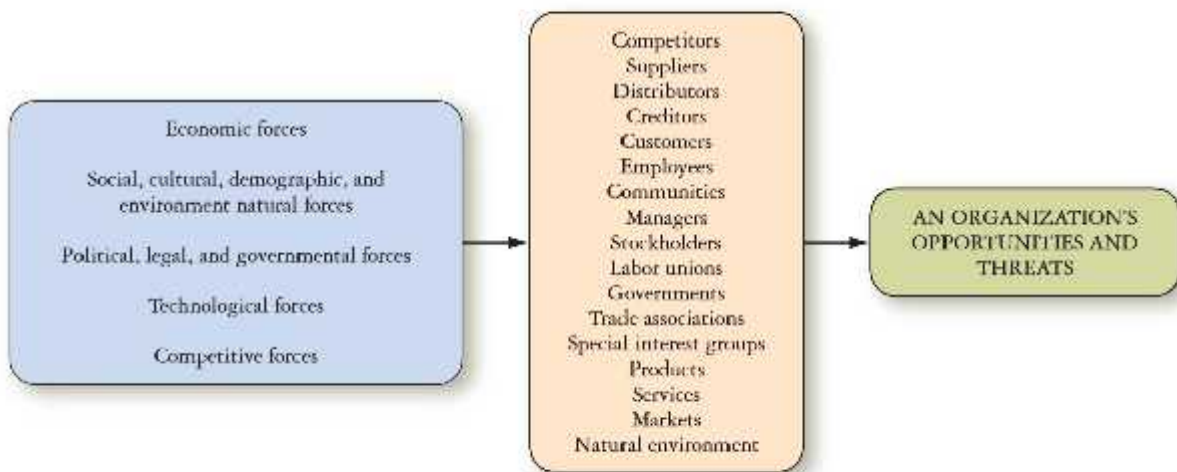 Economic forces
Social, cultural, demographic, and
environment natural forces
Political, legal, and governmental forces
Technological forces
Competitive forces
Competitors
Suppliers
Distributors
Creditors
Customers
Employees
Communities
Managers
Stockholders
Labor unions
Governments
Trade associations
Special interest groups
Products
Services
Markets
Natural environment
AN ORGANIZATION'S
OPPORTUNITIES AND
THREATS